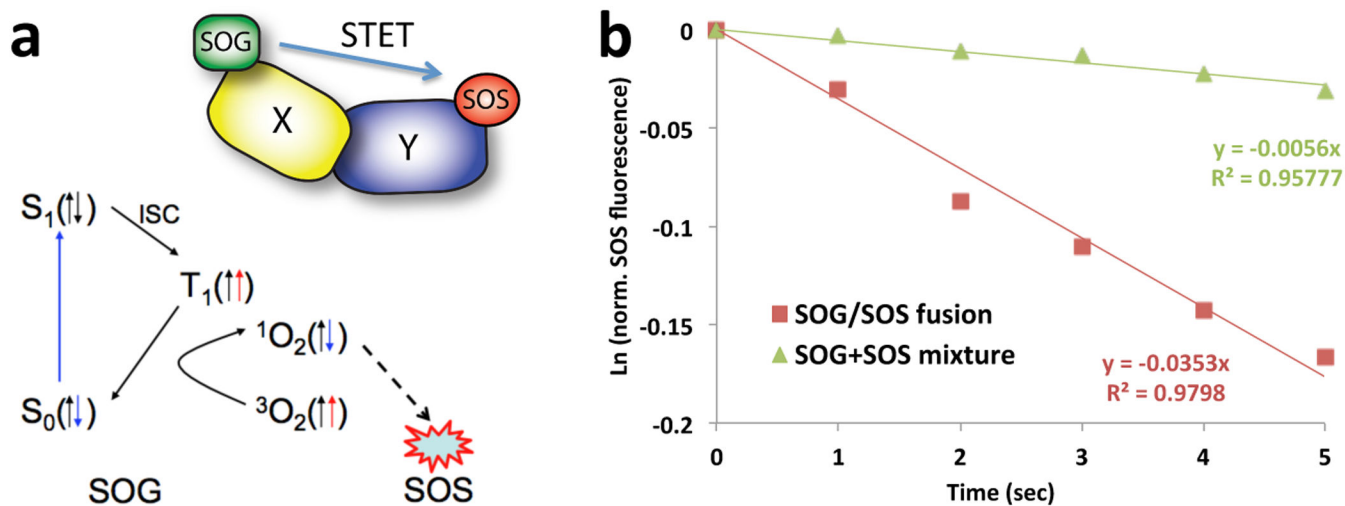 a
SOG
STET
SOS
X
Y
S₁(↑↓)
ISC
T₁(↑↑)
¹O₂(↑↓)
S₀(↑↓)
³O₂(↑↑)
SOG
SOS
b
Ln (norm. SOS fluorescence)
0
-0.05
-0.1
-0.15
-0.2
y = -0.0056x
R² = 0.95777
SOG/SOS fusion
SOG+SOS mixture
y = -0.0353x
R² = 0.9798
0 1 2 3 4 5
Time (sec)